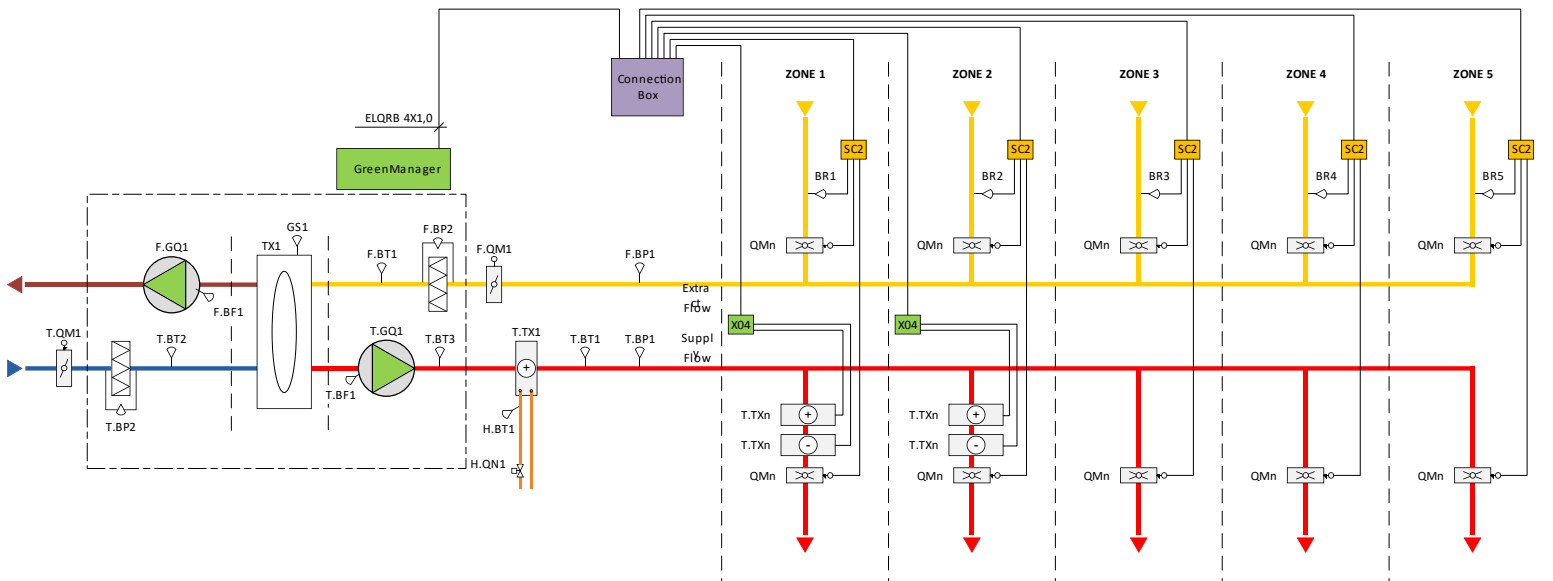 ZONE 1
ZONE 2
ZONE 3
ZONE 4
ZONE 5
Connection
Box
ELQRB 4X1,0
GreenManager
SC2
SC2
SC2
SC2
SC2
BR1
BR2
BR3
BR4
BR5
GS1
TX1
F.GQ1
F.BP2
F.QM1
F.BT1
F.BP1
QMn
QMn
QMn
QMn
QMn
F.BF1
Extra
ct
Flow
X04
X04
T.QM1
T.BT2
T.GQ1
T.BT3
T.TX1
T.BT1
T.BP1
Suppl
y
Flow
+
T.BF1
T.BP2
H.BT1
T.TXn
+
T.TXn
+
T.TXn
-
T.TXn
-
H.QN1
QMn
QMn
QMn
QMn
QMn